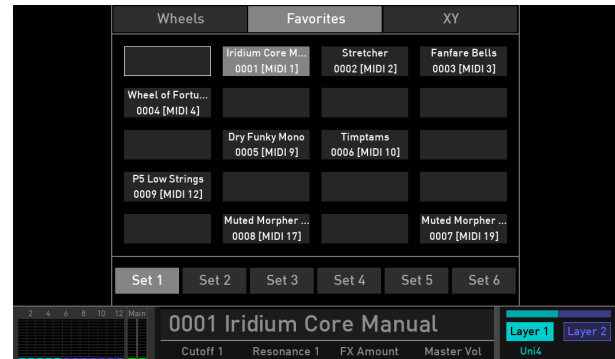 Wheels Favorites XY
Iridium Core M... Stretcher Fanfare Bells
0001 [MIDI 1] 0002 [MIDI 2] 0003 [MIDI 3]
Wheel of Fortu...
0004 [MIDI 4]
Dry Funky Mono Timptams
0005 [MIDI 9] 0006 [MIDI 10]
P5 Low Strings
0009 [MIDI 12]
Muted Morpher ... Muted Morpher ...
0008 [MIDI 17] 0007 [MIDI 19]
Set 1 Set 2 Set 3 Set 4 Set 5 Set 6
2 4 6 8 10 12 Main
0001 Iridium Core Manual
Layer 1 Layer 2
Cutoff 1 Resonance 1 FX Amount Master Vol Uni4